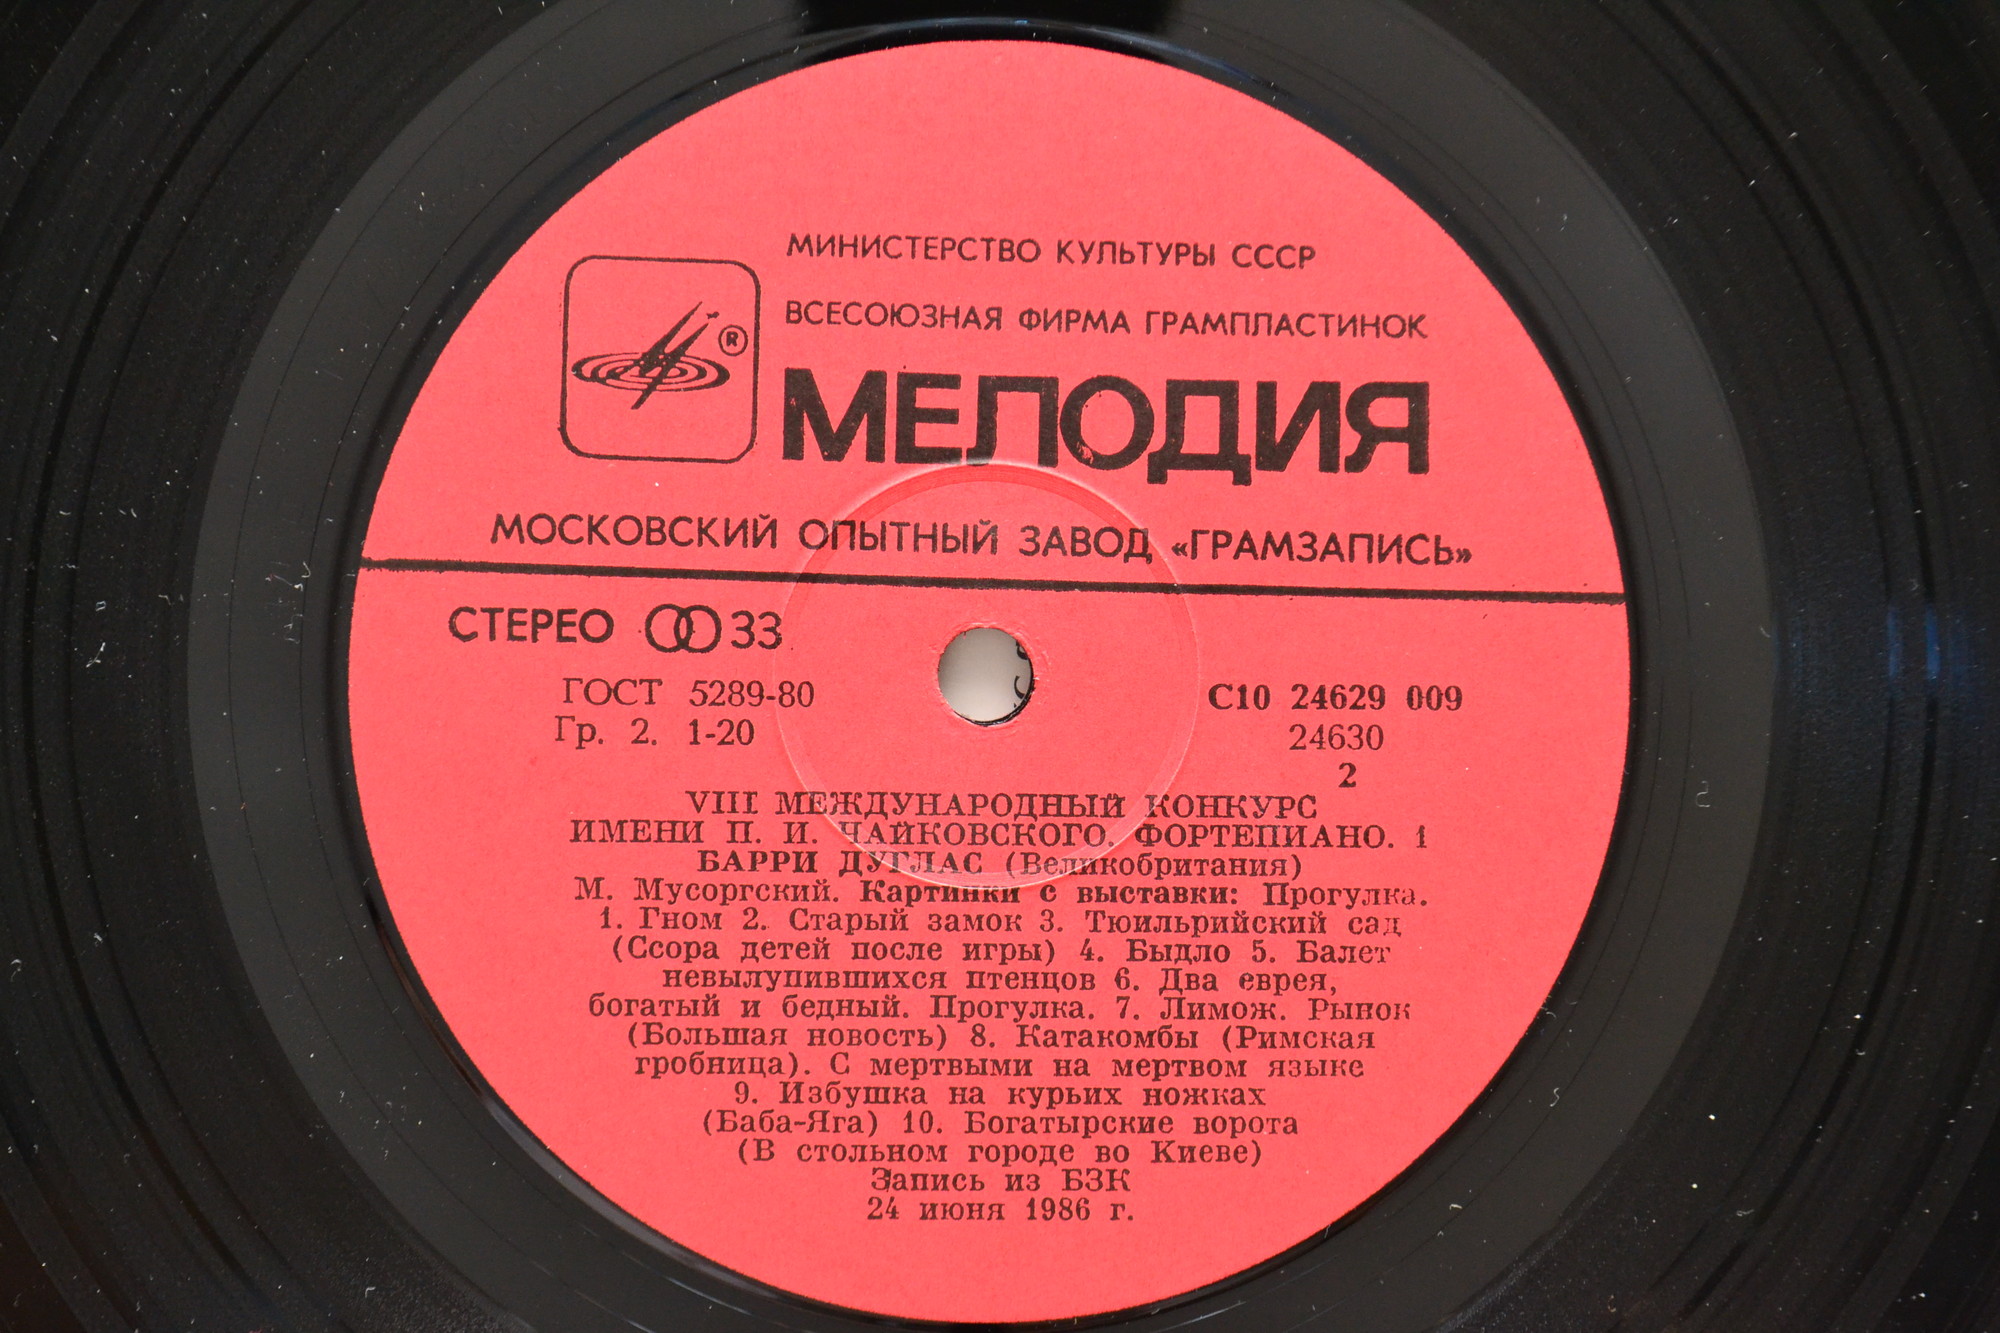 МИНИСТЕРСТВО КУЛЬТУРЫ СССР
ВСЕСОЮЗНАЯ ФИРМА ГРАМПЛАСТИНОК
®
МЕЛОДИЯ
МОСКОВСКИЙ ОПЫТНЫЙ ЗАВОД «ГРАМЗАПИСЬ»
СТЕРЕО 33
ГОСТ 5289-80
Гр. 2. 1-20
С10 24629 009
24630
2
VIII МЕЖДУНАРОДНЫЙ КОНКУРС
ИМЕНИ П. И. ЧАЙКОВСКОГО. ФОРТЕПИАНО. 1
БАРРИ ДУГЛАС (Великобритания)
М. Мусоргский. Картинки с выставки: Прогулка.
1. Гном 2. Старый замок 3. Тюильрийский сад
(Ссора детей после игры) 4. Быдло 5. Балет
невылупившихся птенцов 6. Два еврея,
богатый и бедный. Прогулка. 7. Лимож. Рынок
(Большая новость) 8. Катакомбы (Римская
гробница). С мертвыми на мертвом языке
9. Избушка на курьих ножках
(Баба-Яга) 10. Богатырские ворота
(В стольном городе во Киеве)
Запись из БЗК
24 июня 1986 г.